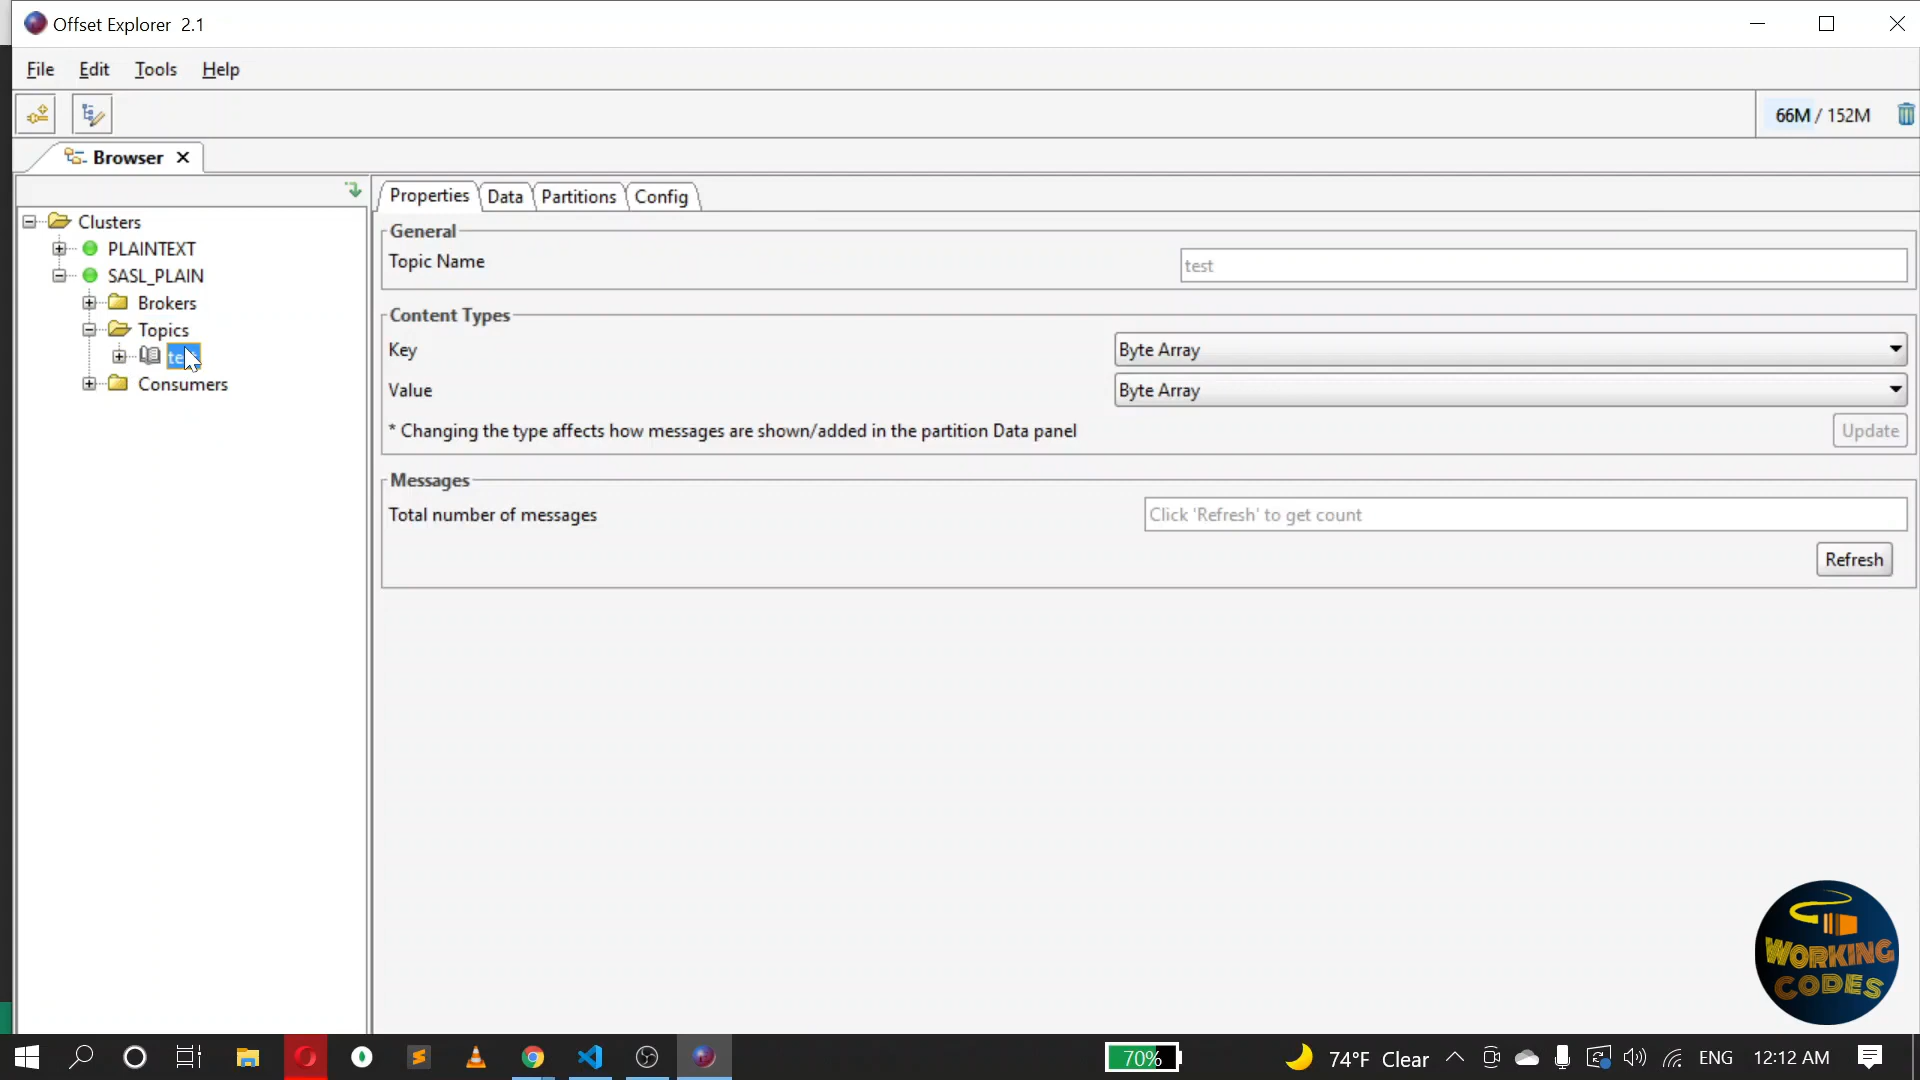 Offset Explorer 2.1
File Edit Tools Help
66M / 152M
Browser
Properties Data Partitions Config
Clusters
PLAINTEXT
SASL_PLAIN
Brokers
Topics
Consumers
General
Topic Name
test
Content Types
Key
Byte Array
Value
Byte Array
* Changing the type affects how messages are shown/added in the partition Data panel
Update
Messages
Total number of messages
Click 'Refresh' to get count
Refresh
WORKING
CODES
70%
74°F Clear
ENG
12:12 AM